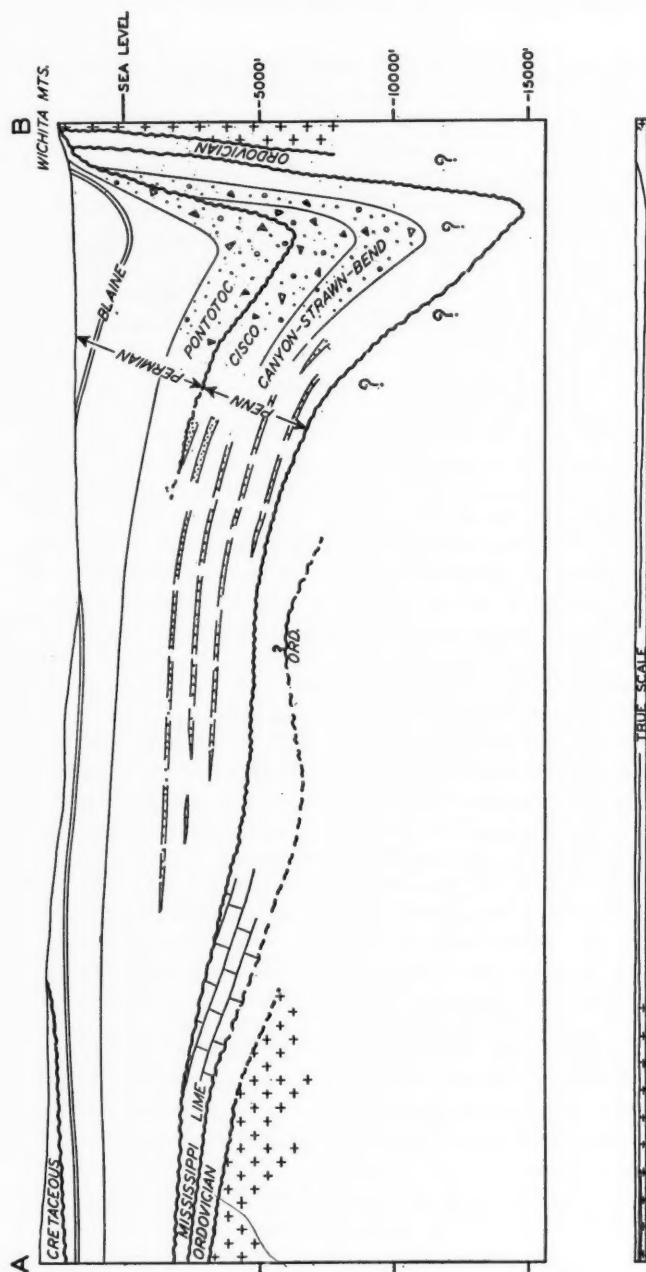 A
B
WICHITA MTS.
SEA LEVEL
-5000'
-10000'
-15000'
CRETACEOUS
BLAINE
PERMIAN
PENN
PONTOTOC
CISCO
CANYON-STRAWN-BEND
ORDOVICIAN
MISSISSIPPI LIME
ORDOVIGIAN
?
ORD.
?
?
?
?
TRUE SCALE